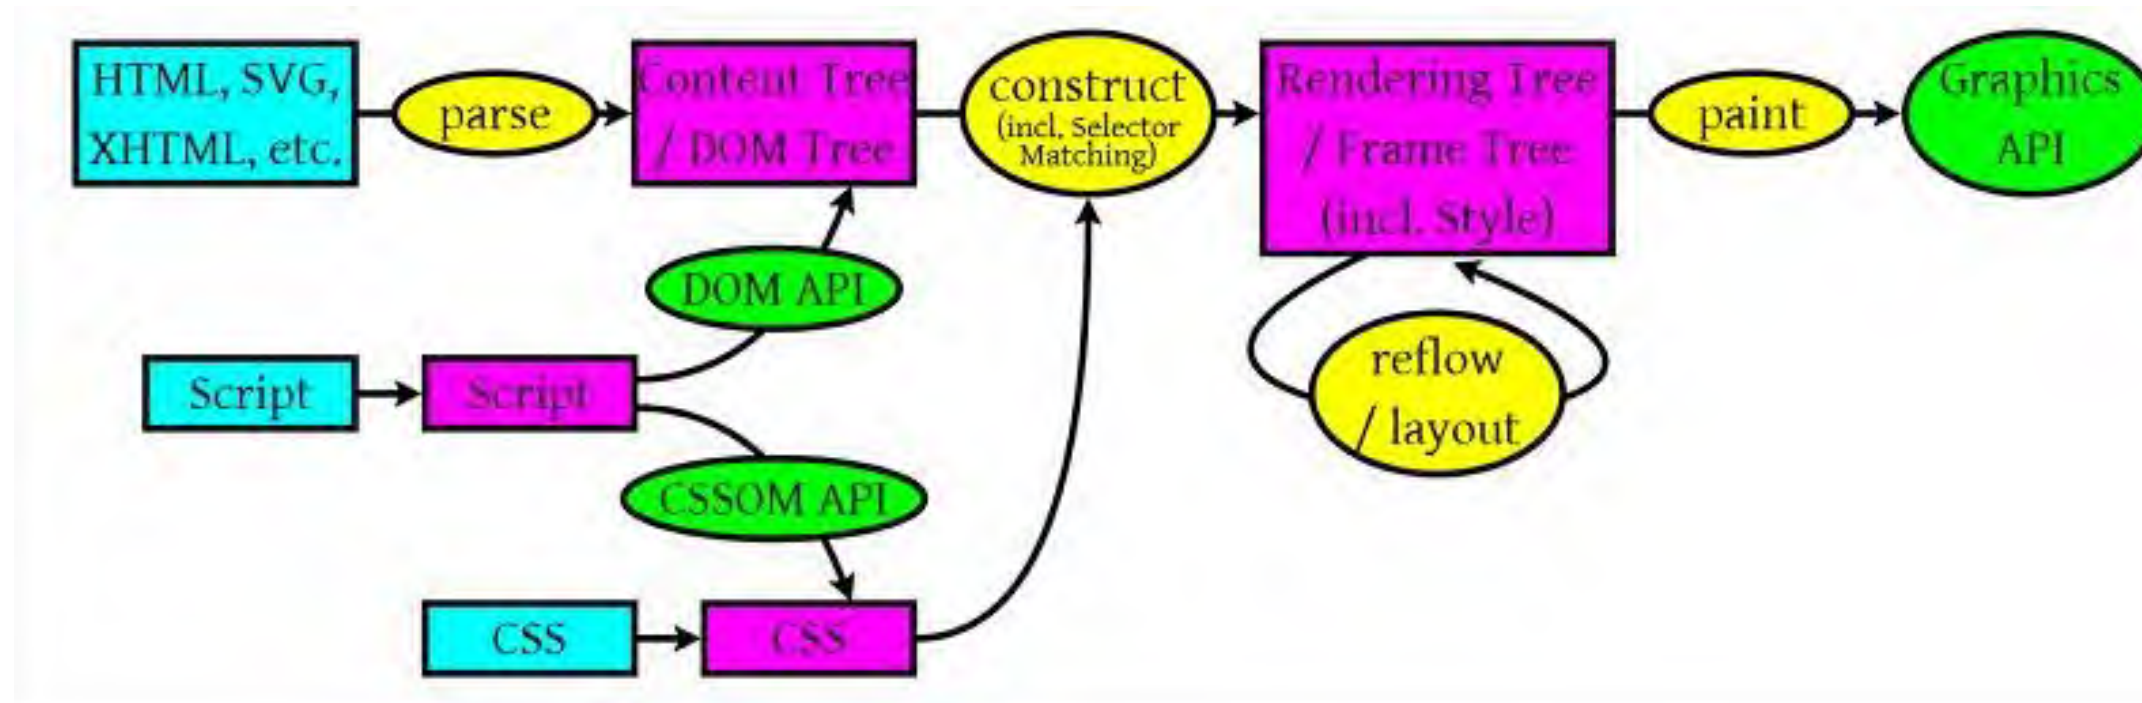 HTML, SVG,
XHTML, etc.
parse
Content Tree
/ DOM Tree
construct
(incl. Selector
Matching)
Rendering Tree
/ Frame Tree
(incl. Style)
paint
Graphics
API
DOM API
Script
Script
reflow
/ layout
CSSOM API
CSS
CSS